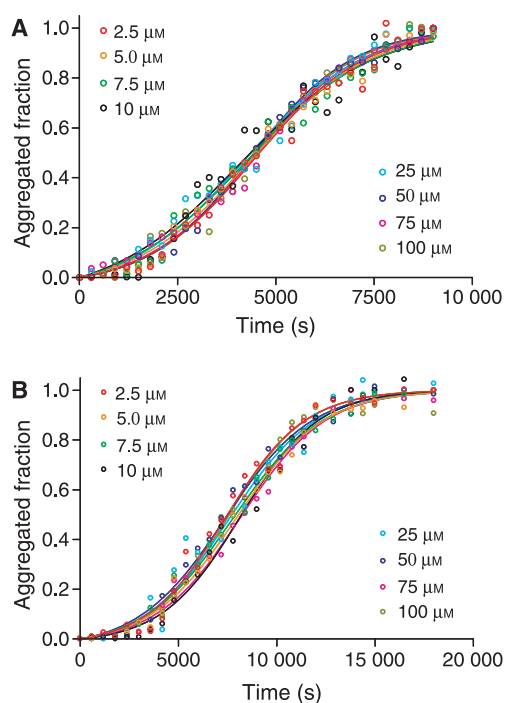 A
2.5 µM
5.0 µM
7.5 µM
10 µM
25 µM
50 µM
75 µM
100 µM
Aggregated fraction
1.0
0.8
0.6
0.4
0.2
0.0
0 2500 5000 7500 10 000
Time (s)
B
2.5 µM
5.0 µM
7.5 µM
10 µM
25 µM
50 µM
75 µM
100 µM
Aggregated fraction
1.0
0.8
0.6
0.4
0.2
0.0
0 5000 10 000 15 000 20 000
Time (s)